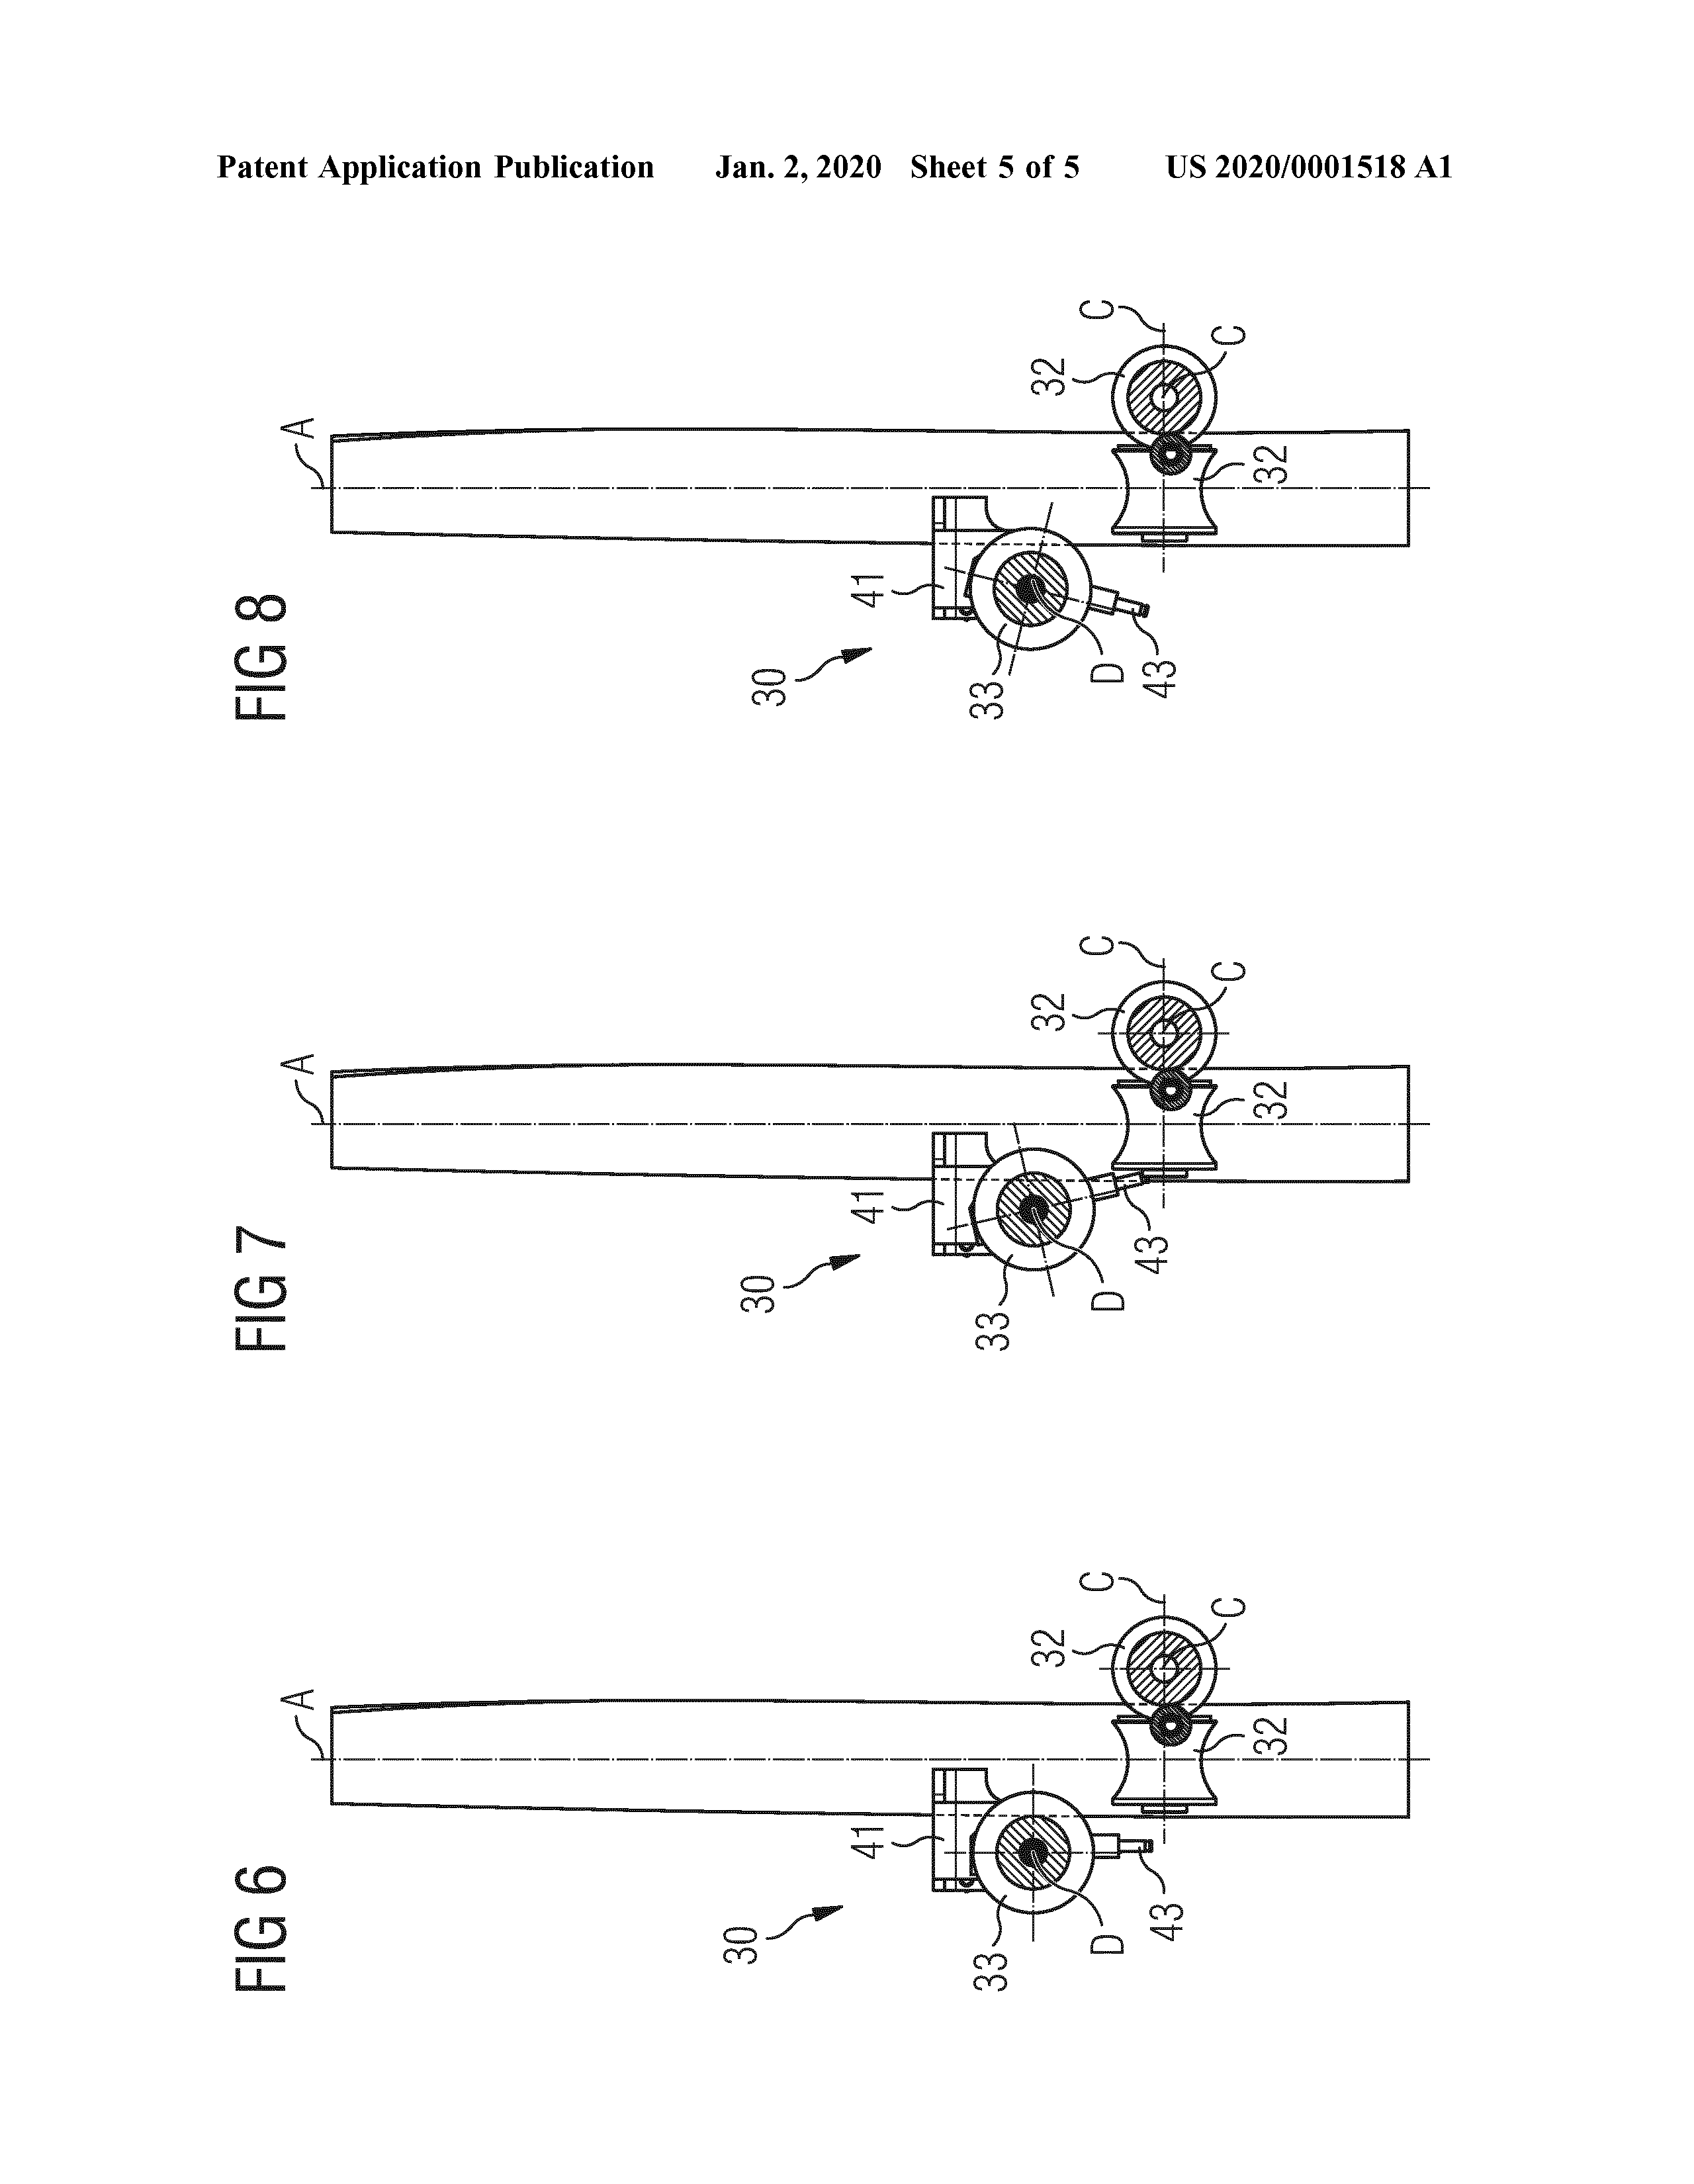 Patent Application Publication Jan. 2, 2020 Sheet 5 of 5 US 2020/0001518 A1
FIG 6
A
30
41
33
D
43
32
32
C
C
FIG 7
A
30
41
33
D
43
32
32
C
C
FIG 8
A
30
41
33
D
43
32
32
C
C